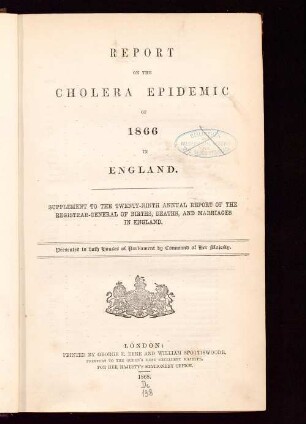 REPORT
ON THE
CHOLERA EPIDEMIC
OF
1866
IN
ENGLAND.
SUPPLEMENT TO THE TWENTY-NINTH ANNUAL REPORT OF THE
REGISTRAR-GENERAL OF BIRTHS, DEATHS, AND MARRIAGES
IN ENGLAND.
Presented to both Houses of Parliament by Command of Her Majesty.
LONDON:
PRINTED BY GEORGE E. EYRE AND WILLIAM SPOTTISWOODE,
PRINTERS TO THE QUEEN'S MOST EXCELLENT MAJESTY.
FOR HER MAJESTY'S STATIONERY OFFICE.
1868.
198